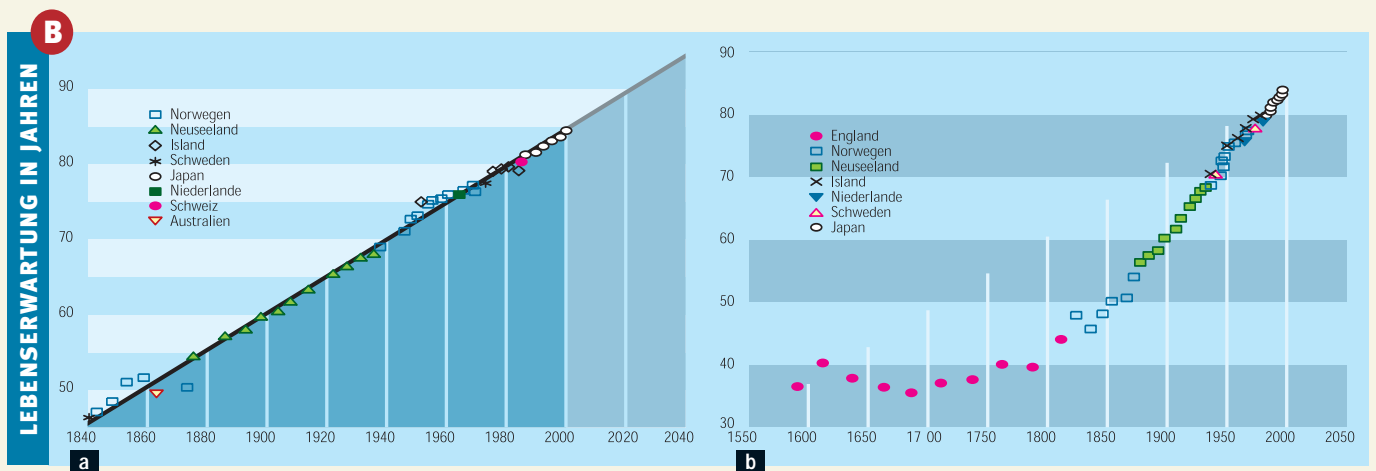 B
LEBENSERWARTUNG IN JAHREN
90
80
70
60
50
Norwegen
Neuseeland
Island
Schweden
Japan
Niederlande
Schweiz
Australien
1840 1860 1880 1900 1920 1940 1960 1980 2000 2020 2040
a
90
80
70
60
50
40
30
England
Norwegen
Neuseeland
Island
Niederlande
Schweden
Japan
1550 1600 1650 17 00 1750 1800 1850 1900 1950 2000 2050
b